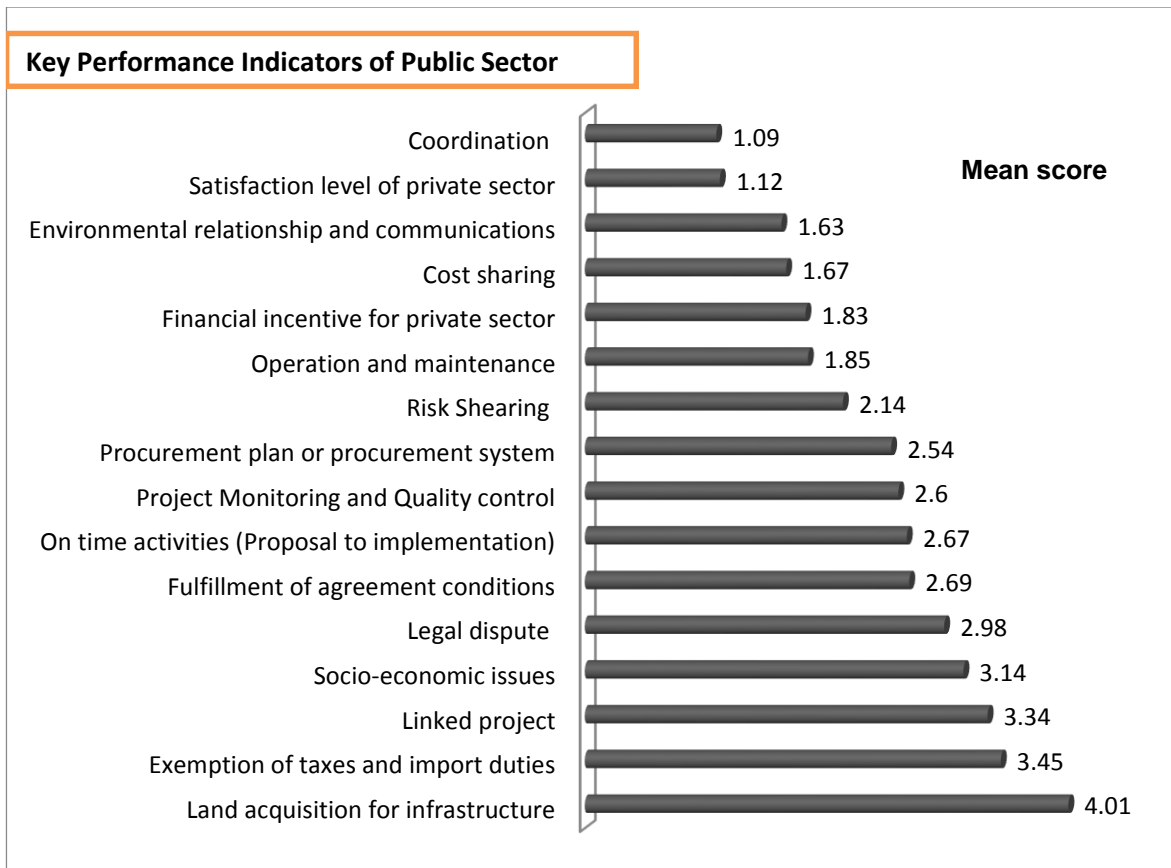 Key Performance Indicators of Public Sector
Mean score
Coordination 1.09
Satisfaction level of private sector 1.12
Environmental relationship and communications 1.63
Cost sharing 1.67
Financial incentive for private sector 1.83
Operation and maintenance 1.85
Risk Shearing 2.14
Procurement plan or procurement system 2.54
Project Monitoring and Quality control 2.6
On time activities (Proposal to implementation) 2.67
Fulfillment of agreement conditions 2.69
Legal dispute 2.98
Socio-economic issues 3.14
Linked project 3.34
Exemption of taxes and import duties 3.45
Land acquisition for infrastructure 4.01